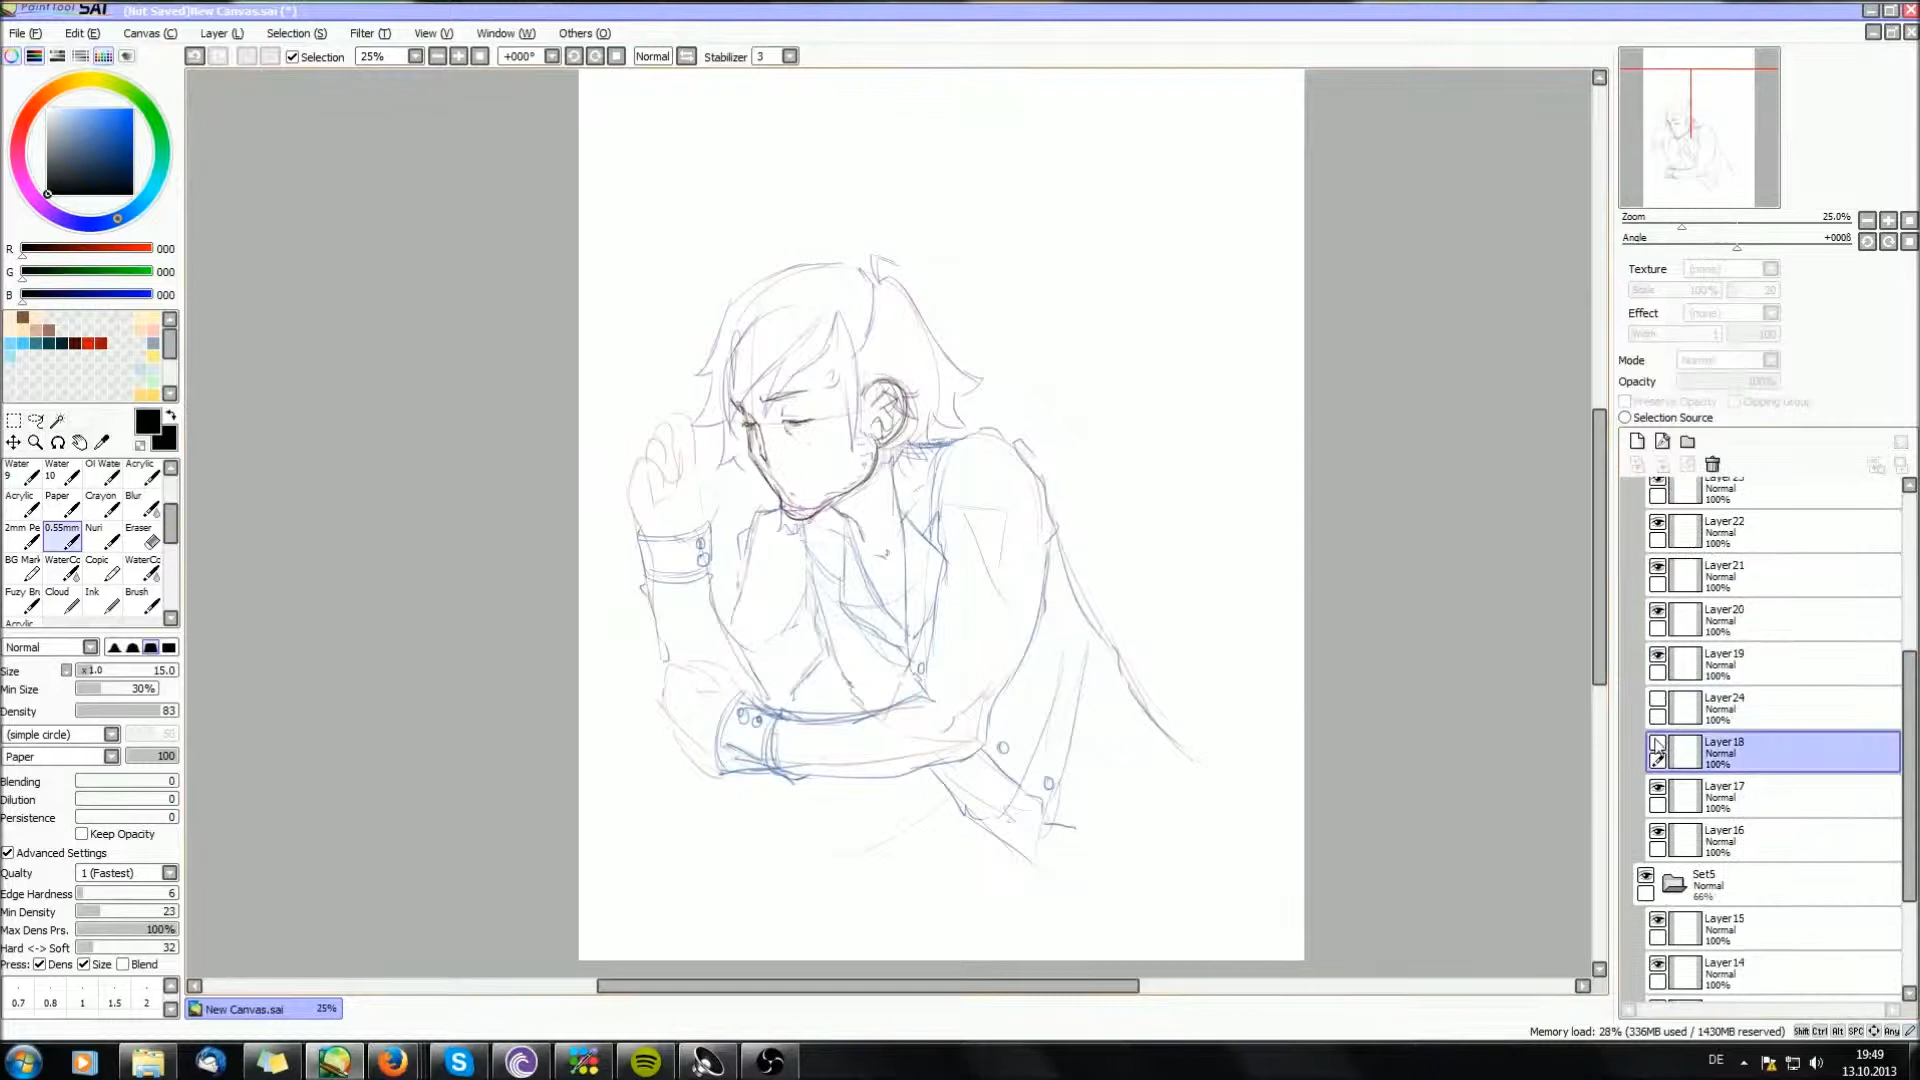 PaintTool SAI (Not Saved)New Canvas.sai (*)
File (F) Edit (E) Canvas (C) Layer (L) Selection (S) Filter (T) View (V) Window (W) Others (O)
Selection 25% +000° Normal Stabilizer 3
R 000
G 000
B 000
Water 9 Water 10 Ol Wate Acrylic
Acrylic Paper Crayon Blur
2mm Pe 0.55mm Nuri Eraser
BG Mark WaterCo Copic WaterCo
Fuzy Bn Cloud Ink Brush
Acrylic
Normal
Size x1.0 15.0
Min Size 30%
Density 83
(simple circle) 50
Paper 100
Blending 0
Dilution 0
Persistence 0
Keep Opacity
Advanced Settings
Quality 1 (Fastest)
Edge Hardness 6
Min Density 23
Max Dens Prs. 100%
Hard <-> Soft 32
Press: Dens Size Blend
0.7 0.8 1 1.5 2
New Canvas.sai 25%
Zoom 25.0%
Angle +000ß
Texture (none)
Scale 100% 20
Effect (none)
Width 1 100
Mode Normal
Opacity 100%
Preserve Opacity Clipping Group
Selection Source
Layer23
Normal
100%
Layer22
Normal
100%
Layer21
Normal
100%
Layer20
Normal
100%
Layer19
Normal
100%
Layer24
Normal
100%
Layer18
Normal
100%
Layer17
Normal
100%
Layer16
Normal
100%
Set5
Normal
66%
Layer15
Normal
100%
Layer14
Normal
100%
Memory load: 28% (336MB used / 1430MB reserved) Shift Ctrl Alt SPC Any
DE 19:49
13.10.2013